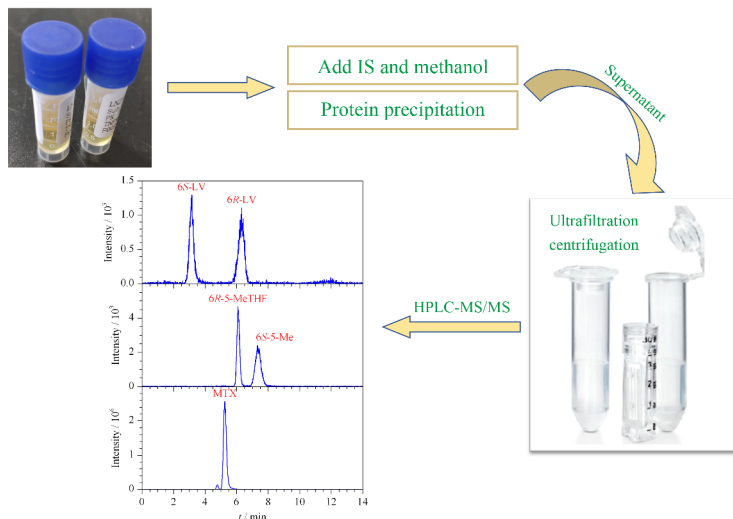 Add IS and methanol
Protein precipitation
Supernatant
Ultrafiltration
centrifugation
HPLC-MS/MS
6S-LV
6R-LV
Intensity / 10³
1.5
1.0
0.5
0.0
6R-5-MeTHF
6S-5-Me
Intensity / 10³
4
2
0
MTX
Intensity / 10⁶
2
1
0
0 2 4 6 8 10 12 14
t / min